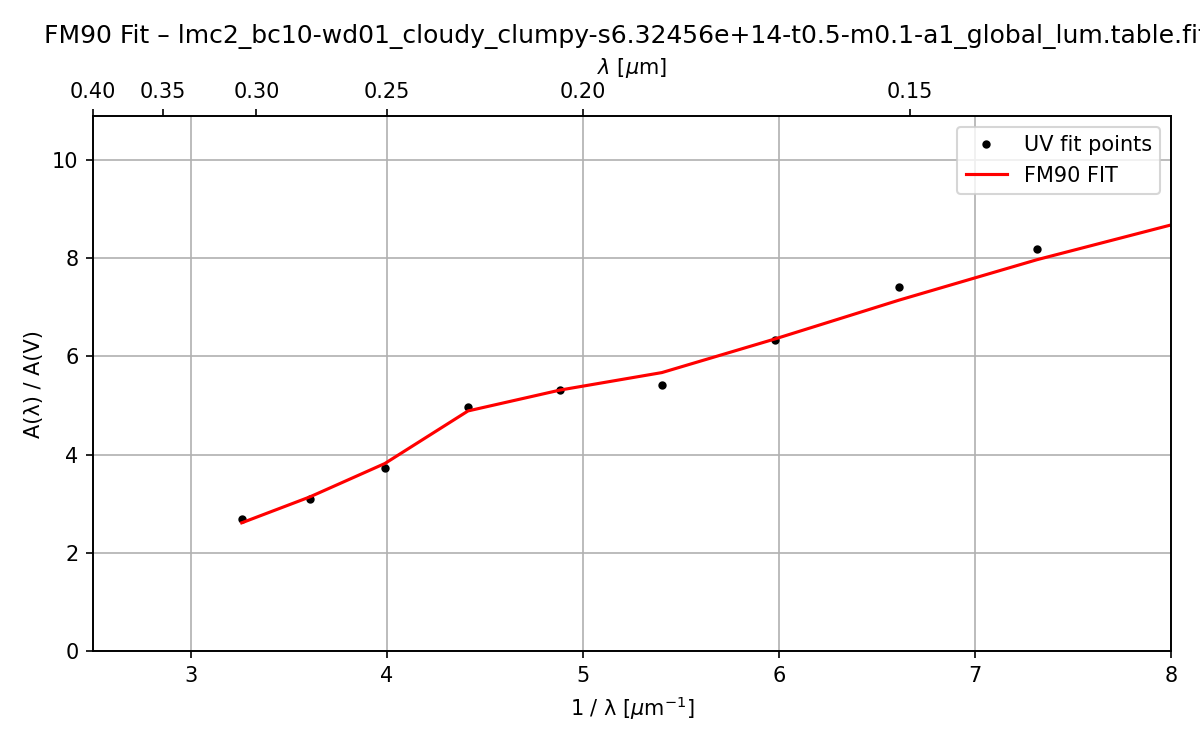 FM90 Fit – lmc2_bc10-wd01_cloudy_clumpy-s6.32456e+14-t0.5-m0.1-a1_global_lum.table.fi
λ [μm]
0.40 0.35 0.30 0.25 0.20 0.15
UV fit points
FM90 FIT
10
8
6
4
2
0
A(λ) / A(V)
3 4 5 6 7 8
1 / λ [μm⁻¹]